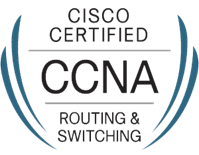 CISCO
CERTIFIED
CCNA
ROUTING &
SWITCHING